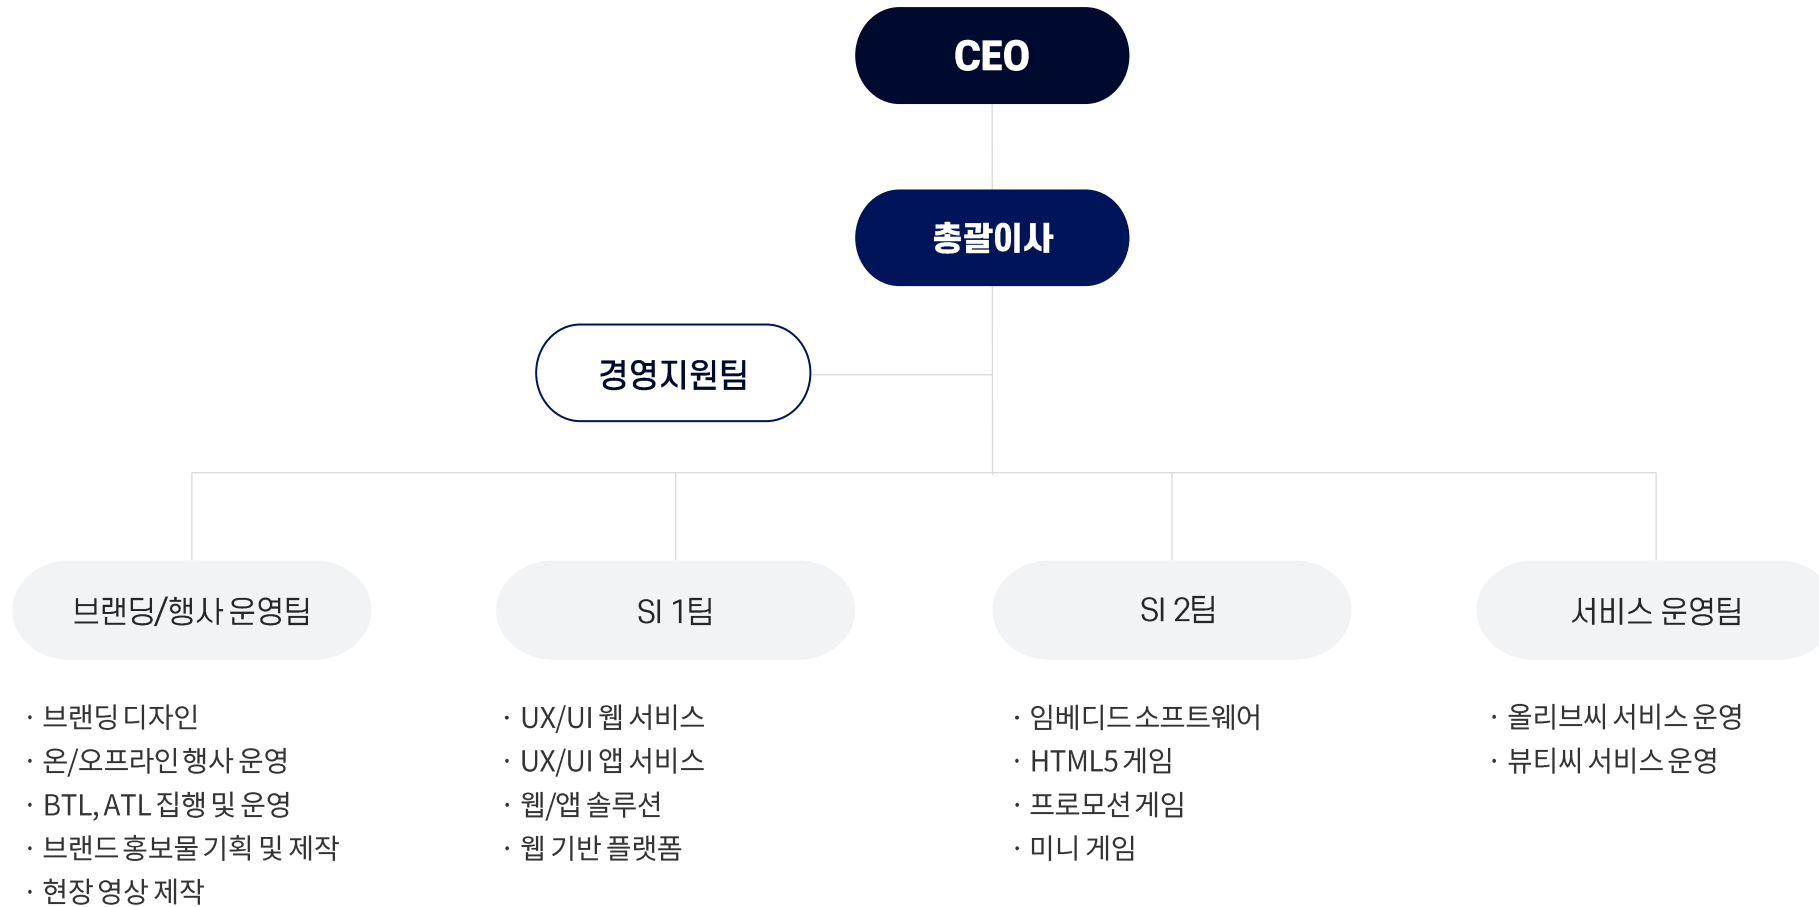 CEO
총괄이사
경영지원팀
브랜딩/행사 운영팀
· 브랜딩 디자인
· 온/오프라인 행사 운영
· BTL, ATL 집행 및 운영
· 브랜드 홍보물 기획 및 제작
· 현장 영상 제작
SI 1팀
· UX/UI 웹 서비스
· UX/UI 앱 서비스
· 웹/앱 솔루션
· 웹 기반 플랫폼
SI 2팀
· 임베디드 소프트웨어
· HTML5 게임
· 프로모션 게임
· 미니 게임
서비스 운영팀
· 올리브씨 서비스 운영
· 뷰티씨 서비스 운영